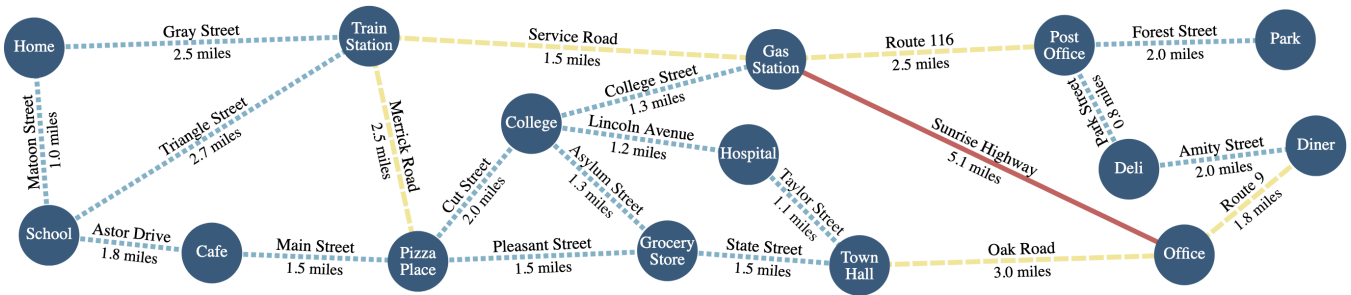 Home
Gray Street
2.5 miles
Train
Station
Service Road
1.5 miles
Gas
Station
Route 116
2.5 miles
Post
Office
Forest Street
2.0 miles
Park
Matoon Street
1.0 miles
Triangle Street
2.7 miles
Merrick Road
2.5 miles
College Street
1.3 miles
College
Lincoln Avenue
1.2 miles
Hospital
Sunrise Highway
5.1 miles
Park Street
0.8 miles
Deli
Amity Street
2.0 miles
Diner
Cut Street
2.0 miles
Asylum Street
1.3 miles
Taylor Street
1.1 miles
Route 9
1.8 miles
School
Astor Drive
1.8 miles
Cafe
Main Street
1.5 miles
Pizza
Place
Pleasant Street
1.5 miles
Grocery
Store
State Street
1.5 miles
Town
Hall
Oak Road
3.0 miles
Office